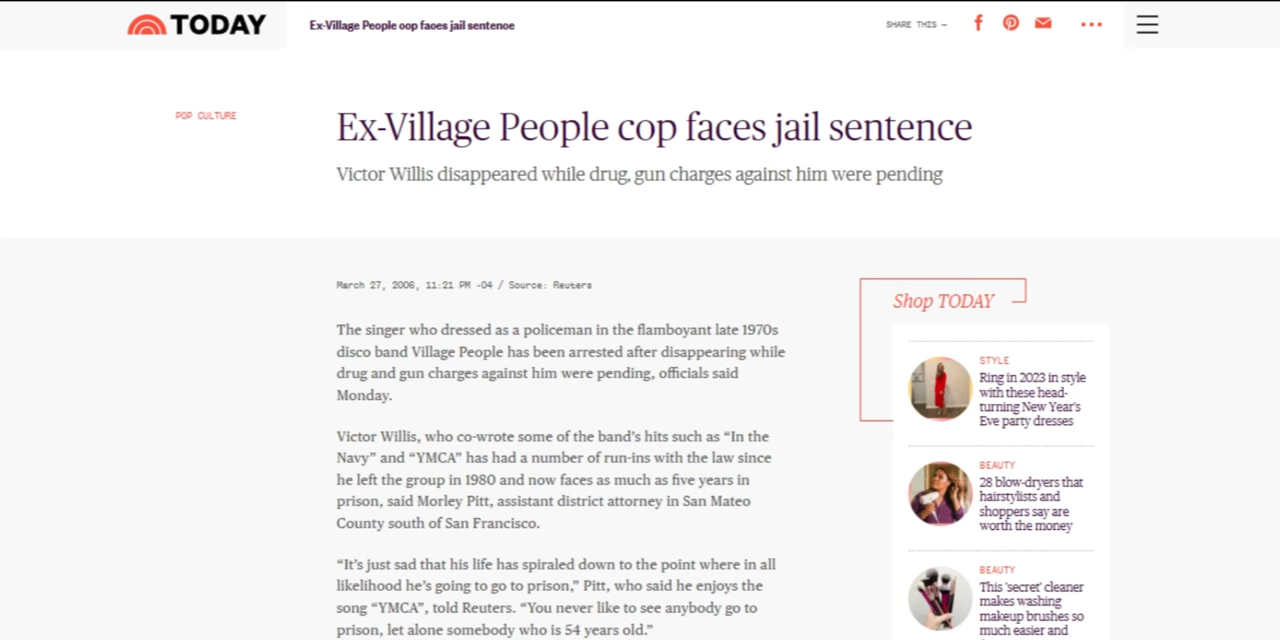 TODAY
Ex-Village People cop faces jail sentence
SHARE THIS —
POP CULTURE
Ex-Village People cop faces jail sentence
Victor Willis disappeared while drug, gun charges against him were pending
March 27, 2006, 11:21 PM -04 / Source: Reuters
The singer who dressed as a policeman in the flamboyant late 1970s
disco band Village People has been arrested after disappearing while
drug and gun charges against him were pending, officials said
Monday.
Victor Willis, who co-wrote some of the band’s hits such as “In the
Navy” and “YMCA” has had a number of run-ins with the law since
he left the group in 1980 and now faces as much as five years in
prison, said Morley Pitt, assistant district attorney in San Mateo
County south of San Francisco.
“It’s just sad that his life has spiraled down to the point where in all
likelihood he’s going to go to prison,” Pitt, who said he enjoys the
song “YMCA”, told Reuters. “You never like to see anybody go to
prison, let alone somebody who is 54 years old.”
Shop TODAY
STYLE
Ring in 2023 in style
with these head-
turning New Year’s
Eve party dresses
BEAUTY
28 blow-dryers that
hairstylists and
shoppers say are
worth the money
BEAUTY
This ‘secret’ cleaner
makes washing
makeup brushes so
much easier and